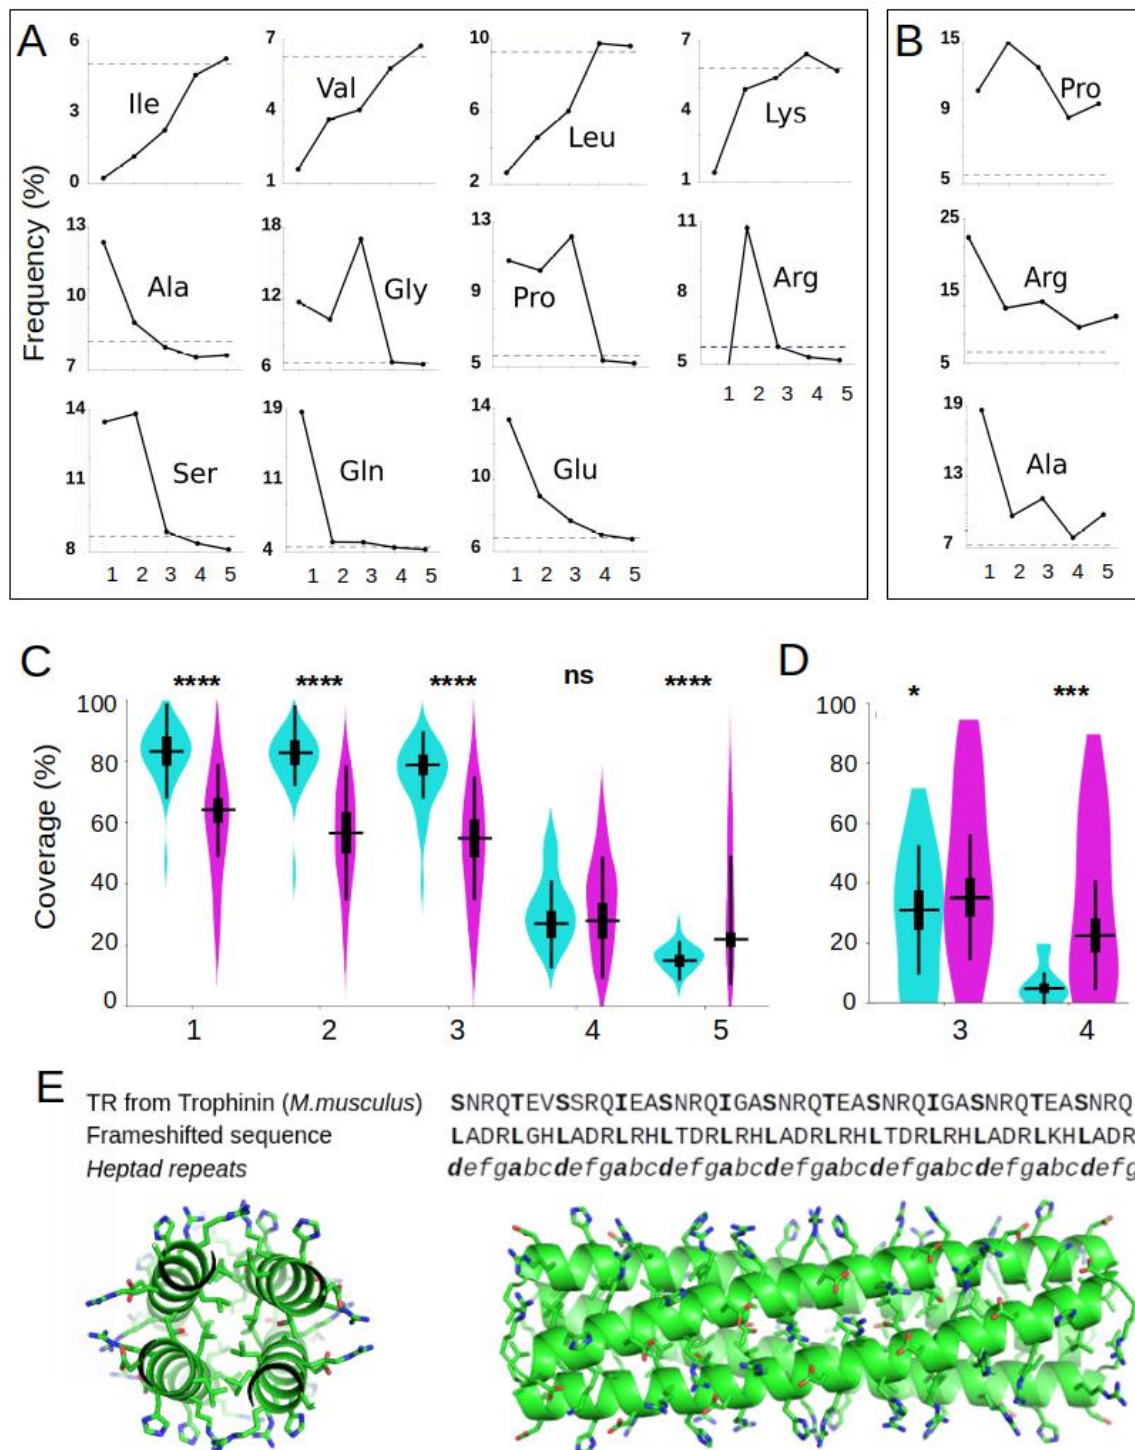 A
B
Frequency (%)
6
3
0
Ile
7
4
1
Val
10
6
2
Leu
7
4
1
Lys
15
9
5
Pro
13
10
7
Ala
18
12
6
Gly
13
9
5
Pro
11
8
5
Arg
1 2 3 4 5
25
15
5
Arg
14
11
8
Ser
1 2 3 4 5
19
11
4
Gln
1 2 3 4 5
14
10
6
Glu
1 2 3 4 5
19
13
7
Ala
1 2 3 4 5
C
D
Coverage (%)
100
80
60
40
20
0
**** **** **** ns ****
1 2 3 4 5
100
80
60
40
20
0
* ***
3 4
E
TR from Trophinin (M.musculus) SNRQTEVSSRQIEASNRQIGASNRQTEASNRQIGASNRQTEASNRQ
Frameshifted sequence LADRLGHLADRLRHLTDRLRHLADRLRHLTDRLRHLADRLKHLADR
Heptad repeats defgabcdefgabcdefgabcdefgabcdefgabcdefgabcdefg